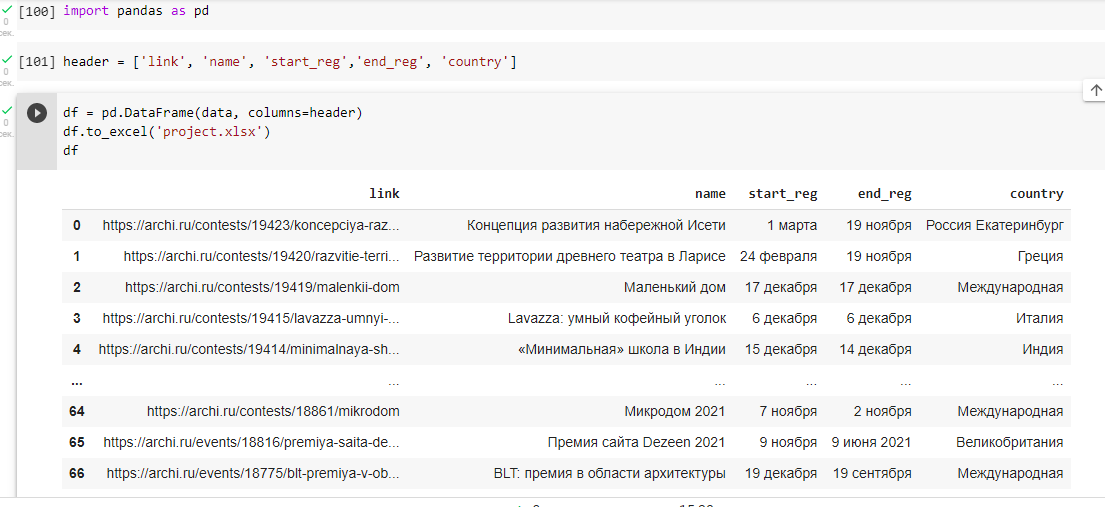 [100] import pandas as pd
0
сек.
[101] header = ['link', 'name', 'start_reg','end_reg', 'country']
0
сек.
df = pd.DataFrame(data, columns=header)
0
сек.
df.to_excel('project.xlsx')
df
link name start_reg end_reg country
0 https://archi.ru/contests/19423/koncepciya-raz... Концепция развития набережной Исети 1 марта 19 ноября Россия Екатеринбург
1 https://archi.ru/contests/19420/razvitie-terri... Развитие территории древнего театра в Ларисе 24 февраля 19 ноября Греция
2 https://archi.ru/contests/19419/malenkii-dom Маленький дом 17 декабря 17 декабря Международная
3 https://archi.ru/contests/19415/lavazza-umnyi-... Lavazza: умный кофейный уголок 6 декабря 6 декабря Италия
4 https://archi.ru/contests/19414/minimalnaya-sh... «Минимальная» школа в Индии 15 декабря 14 декабря Индия
... ... ... ... ... ...
64 https://archi.ru/contests/18861/mikrodom Микродом 2021 7 ноября 2 ноября Международная
65 https://archi.ru/events/18816/premiya-saita-de... Премия сайта Dezeen 2021 9 ноября 9 июня 2021 Великобритания
66 https://archi.ru/events/18775/blt-premiya-v-ob... BLT: премия в области архитектуры 19 декабря 19 сентября Международная